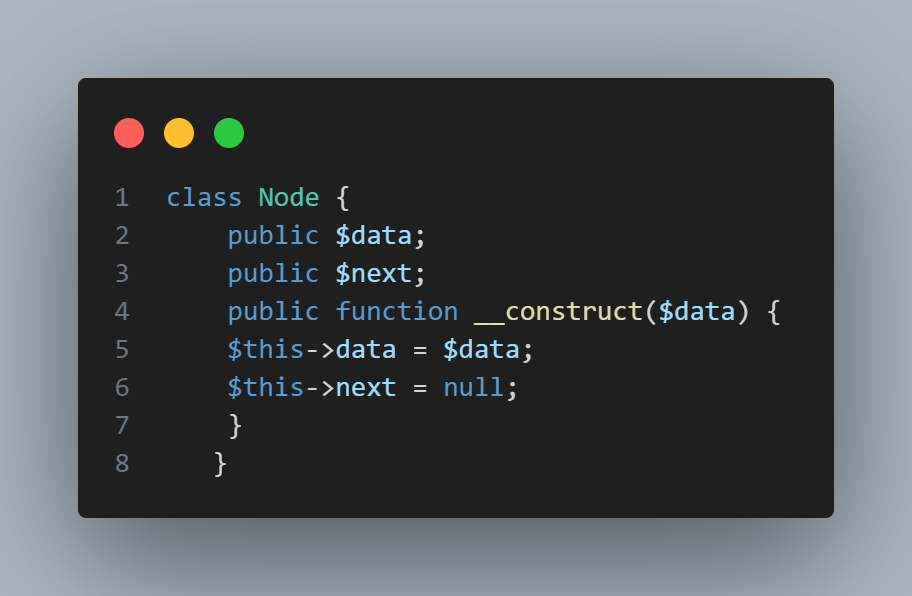 1 class Node {
2     public $data;
3     public $next;
4     public function __construct($data) {
5     $this->data = $data;
6     $this->next = null;
7     }
8    }